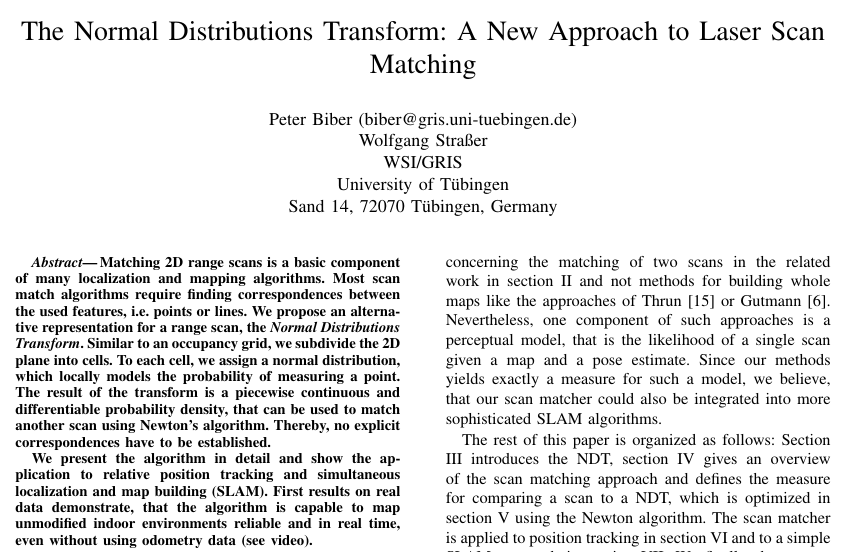 The Normal Distributions Transform: A New Approach to Laser Scan
Matching
Peter Biber (biber@gris.uni-tuebingen.de)
Wolfgang Straßer
WSI/GRIS
University of Tübingen
Sand 14, 72070 Tübingen, Germany
Abstract—Matching 2D range scans is a basic component
of many localization and mapping algorithms. Most scan
match algorithms require finding correspondences between
the used features, i.e. points or lines. We propose an alterna-
tive representation for a range scan, the Normal Distributions
Transform. Similar to an occupancy grid, we subdivide the 2D
plane into cells. To each cell, we assign a normal distribution,
which locally models the probability of measuring a point.
The result of the transform is a piecewise continuous and
differentiable probability density, that can be used to match
another scan using Newton's algorithm. Thereby, no explicit
correspondences have to be established.
We present the algorithm in detail and show the ap-
plication to relative position tracking and simultaneous
localization and map building (SLAM). First results on real
data demonstrate, that the algorithm is capable to map
unmodified indoor environments reliable and in real time,
even without using odometry data (see video).
concerning the matching of two scans in the related
work in section II and not methods for building whole
maps like the approaches of Thrun [15] or Gutmann [6].
Nevertheless, one component of such approaches is a
perceptual model, that is the likelihood of a single scan
given a map and a pose estimate. Since our methods
yields exactly a measure for such a model, we believe,
that our scan matcher could also be integrated into more
sophisticated SLAM algorithms.
The rest of this paper is organized as follows: Section
III introduces the NDT, section IV gives an overview
of the scan matching approach and defines the measure
for comparing a scan to a NDT, which is optimized in
section V using the Newton algorithm. The scan matcher
is applied to position tracking in section VI and to a simple